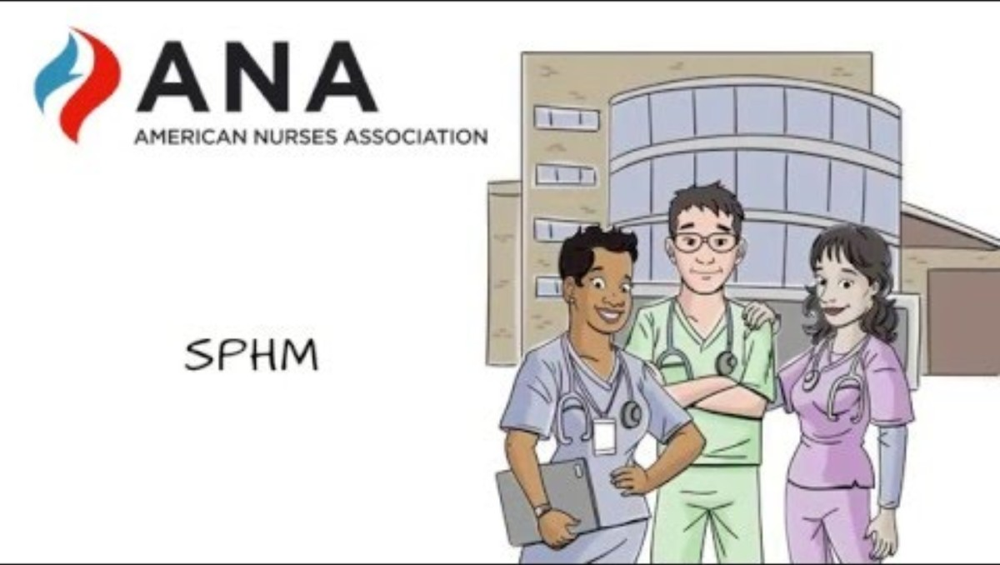 ANA
AMERICAN NURSES ASSOCIATION
SPHM